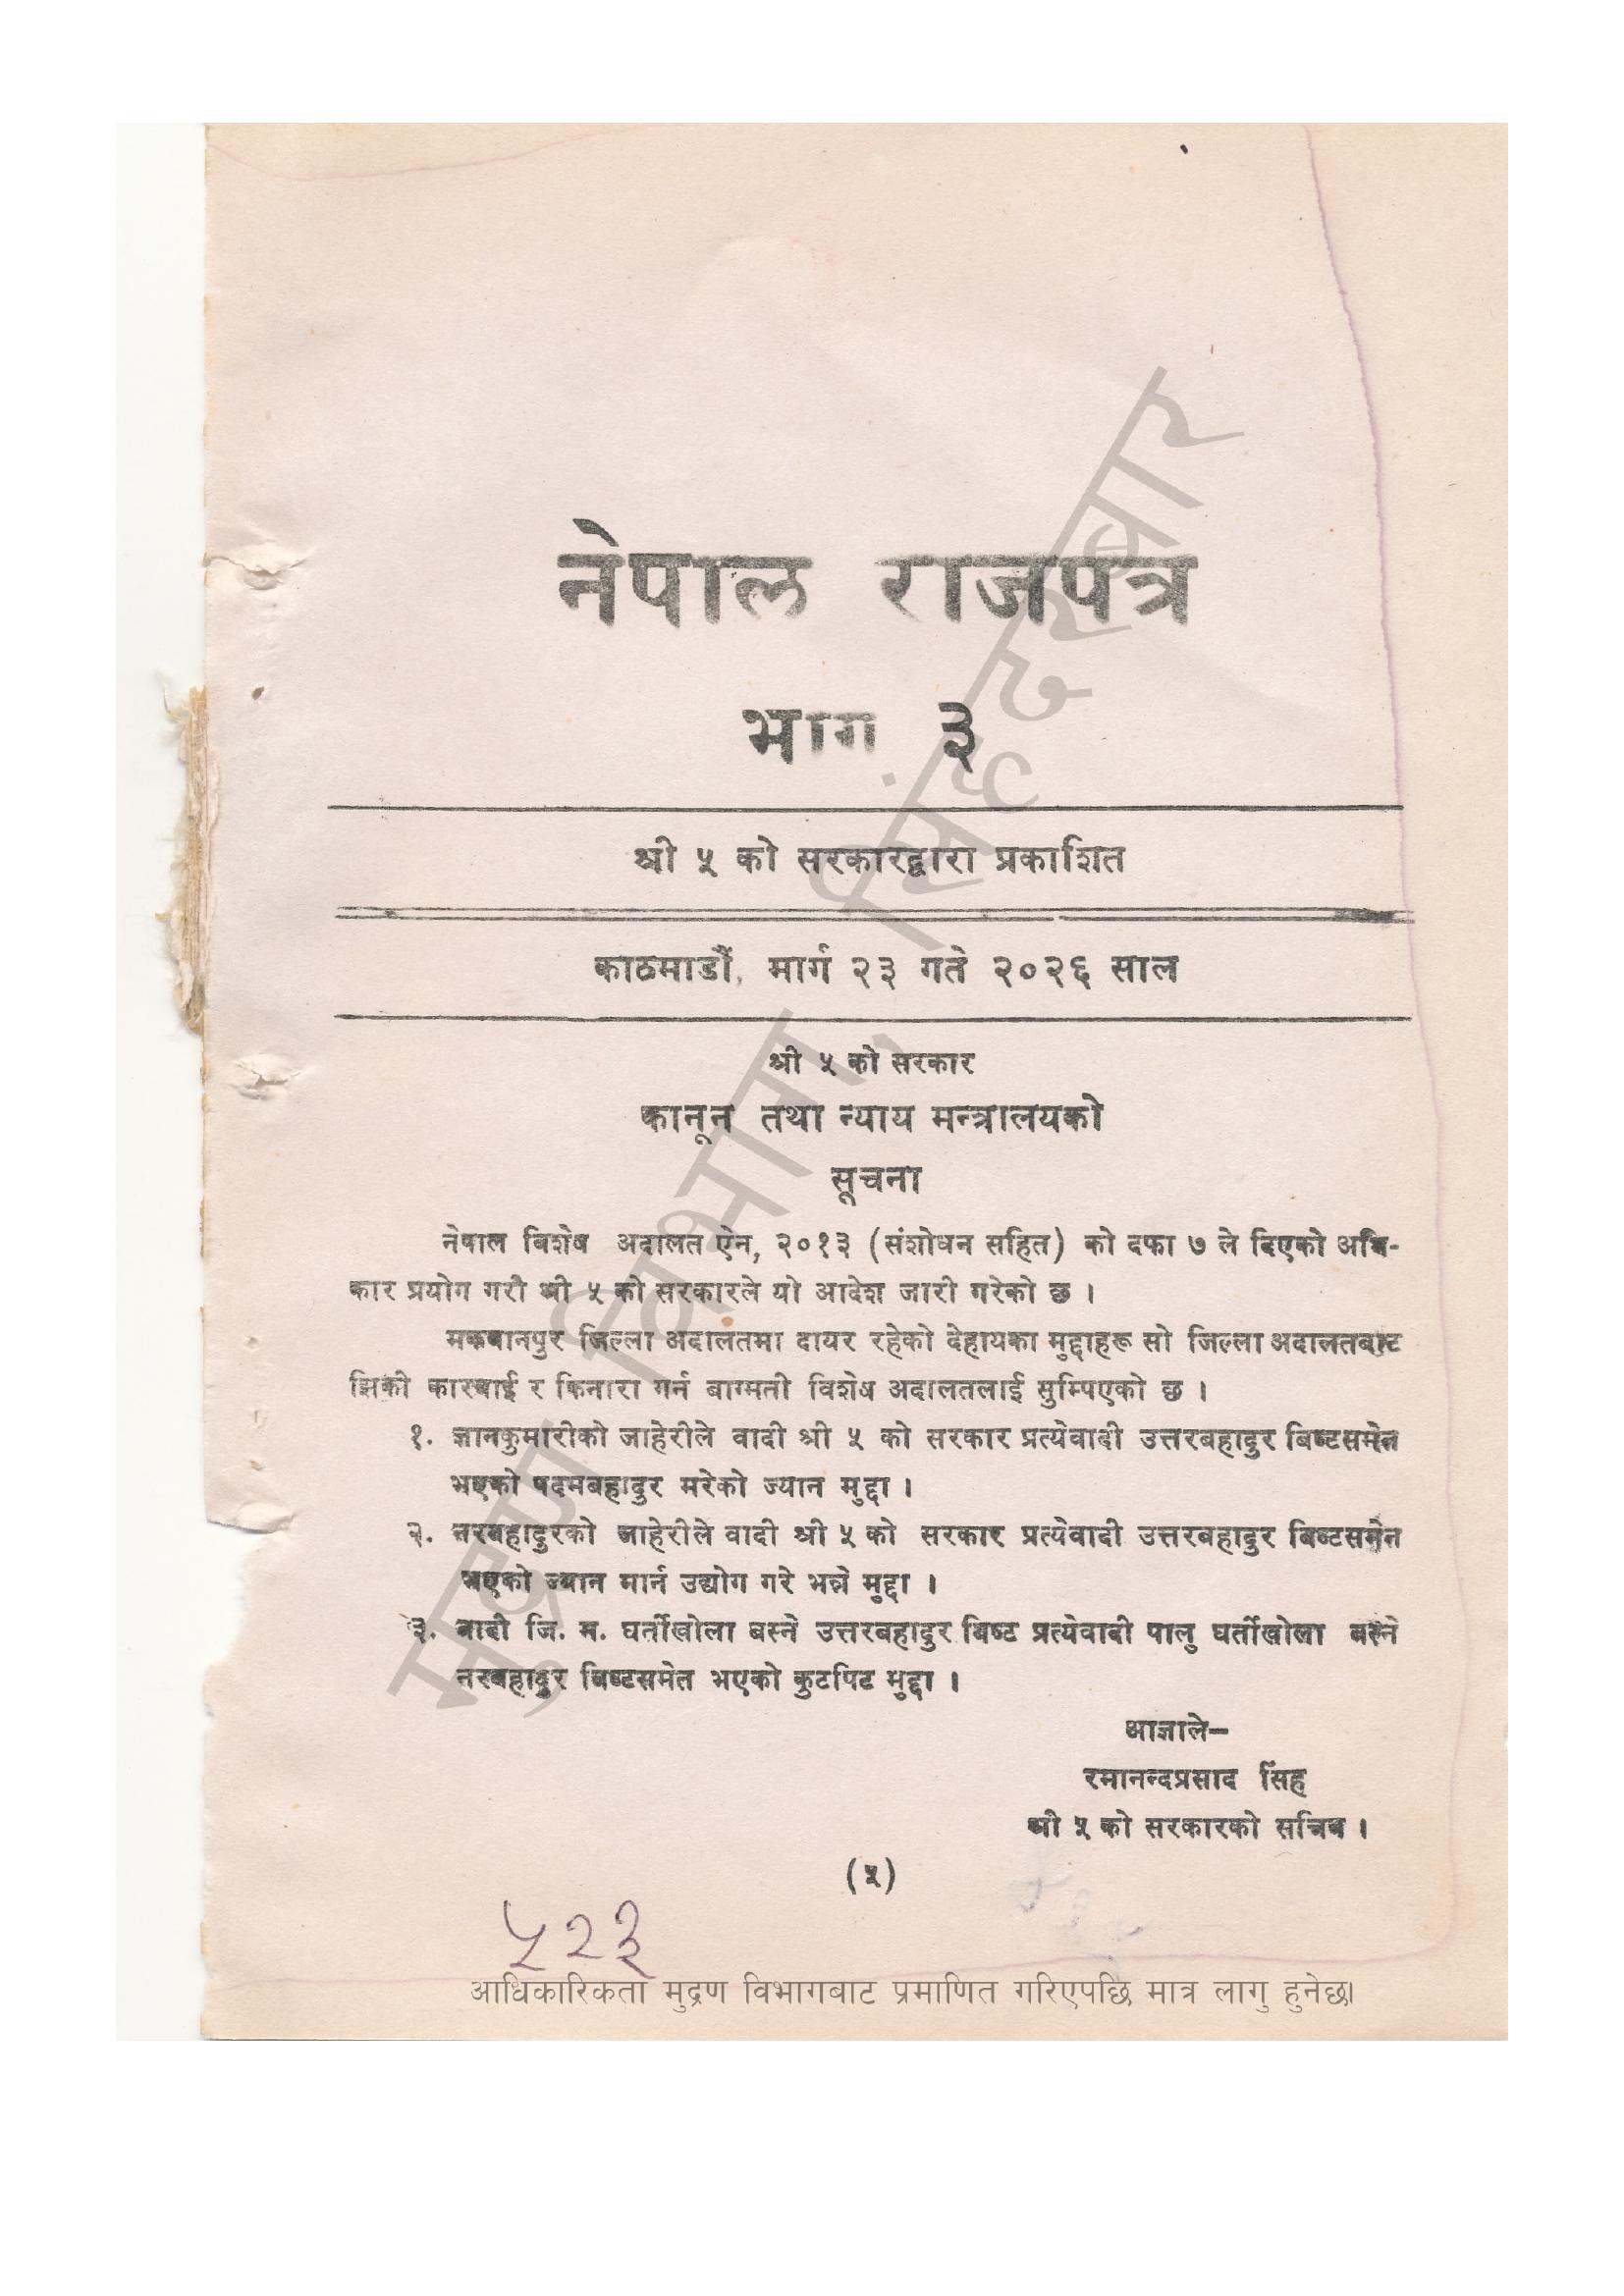 नेपाल राजपत्र
भाग ३
श्री ५ को सरकारद्वारा प्रकाशित
काठमाडौं, मार्ग २३ गते २०२६ साल
श्री ५ को सरकार
कानून तथा न्याय मन्त्रालयको
सूचना
नेपाल विशेष अदालत ऐन, २०१३ (संशोधन सहित) को दफा ७ ले दिएको अधि-
कार प्रयोग गरी श्री ५ को सरकारले यो आदेश जारी गरेको छ ।
मकवानपुर जिल्ला अदालतमा दायर रहेको देहायका मुद्दाहरू सो जिल्ला अदालतबाट
झिकी कारवाई र किनारा गर्न बाग्मती विशेष अदालतलाई सुम्पिएको छ ।
१. ज्ञानकुमारीको जाहेरीले वादी श्री ५ को सरकार प्रत्येवादी उत्तरबहादुर बिष्टसमेत
भएको पदमबहादुर मरेको ज्यान मुद्दा ।
२. नरबहादुरको जाहेरीले वादी श्री ५ को सरकार प्रत्येवादी उत्तरबहादुर बिष्टसमेत
भएको ज्यान मार्न उद्योग गरे भन्ने मुद्दा ।
३. वादी जि. म. घर्तीखोला बस्ने उत्तरबहादुर बिष्ट प्रत्येवादी पालु घर्तीखोला बस्ने
नरबहादुर बिष्टसमेत भएको कुटपिट मुद्दा ।
आज्ञाले–
रमानन्दप्रसाद सिंह
श्री ५ को सरकारको सचिव ।
(५)
५२३
आधिकारिकता मुद्रण विभागबाट प्रमाणित गरिएपछि मात्र लागु हुनेछ।
मुद्रण विभाग, सिंहदरबार